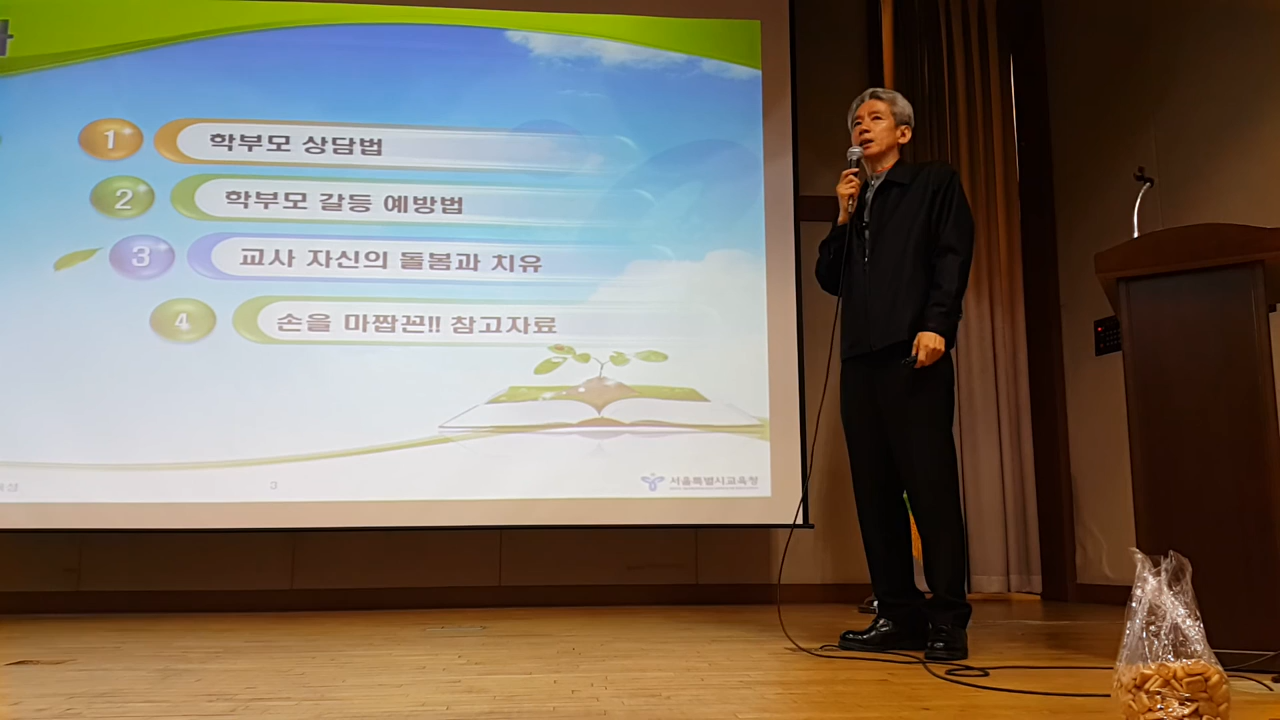 1 학부모 상담법
2 학부모 갈등 예방법
3 교사 자신의 돌봄과 치유
4 손을 마짭꼰!! 참고자료
3
서울특별시교육청